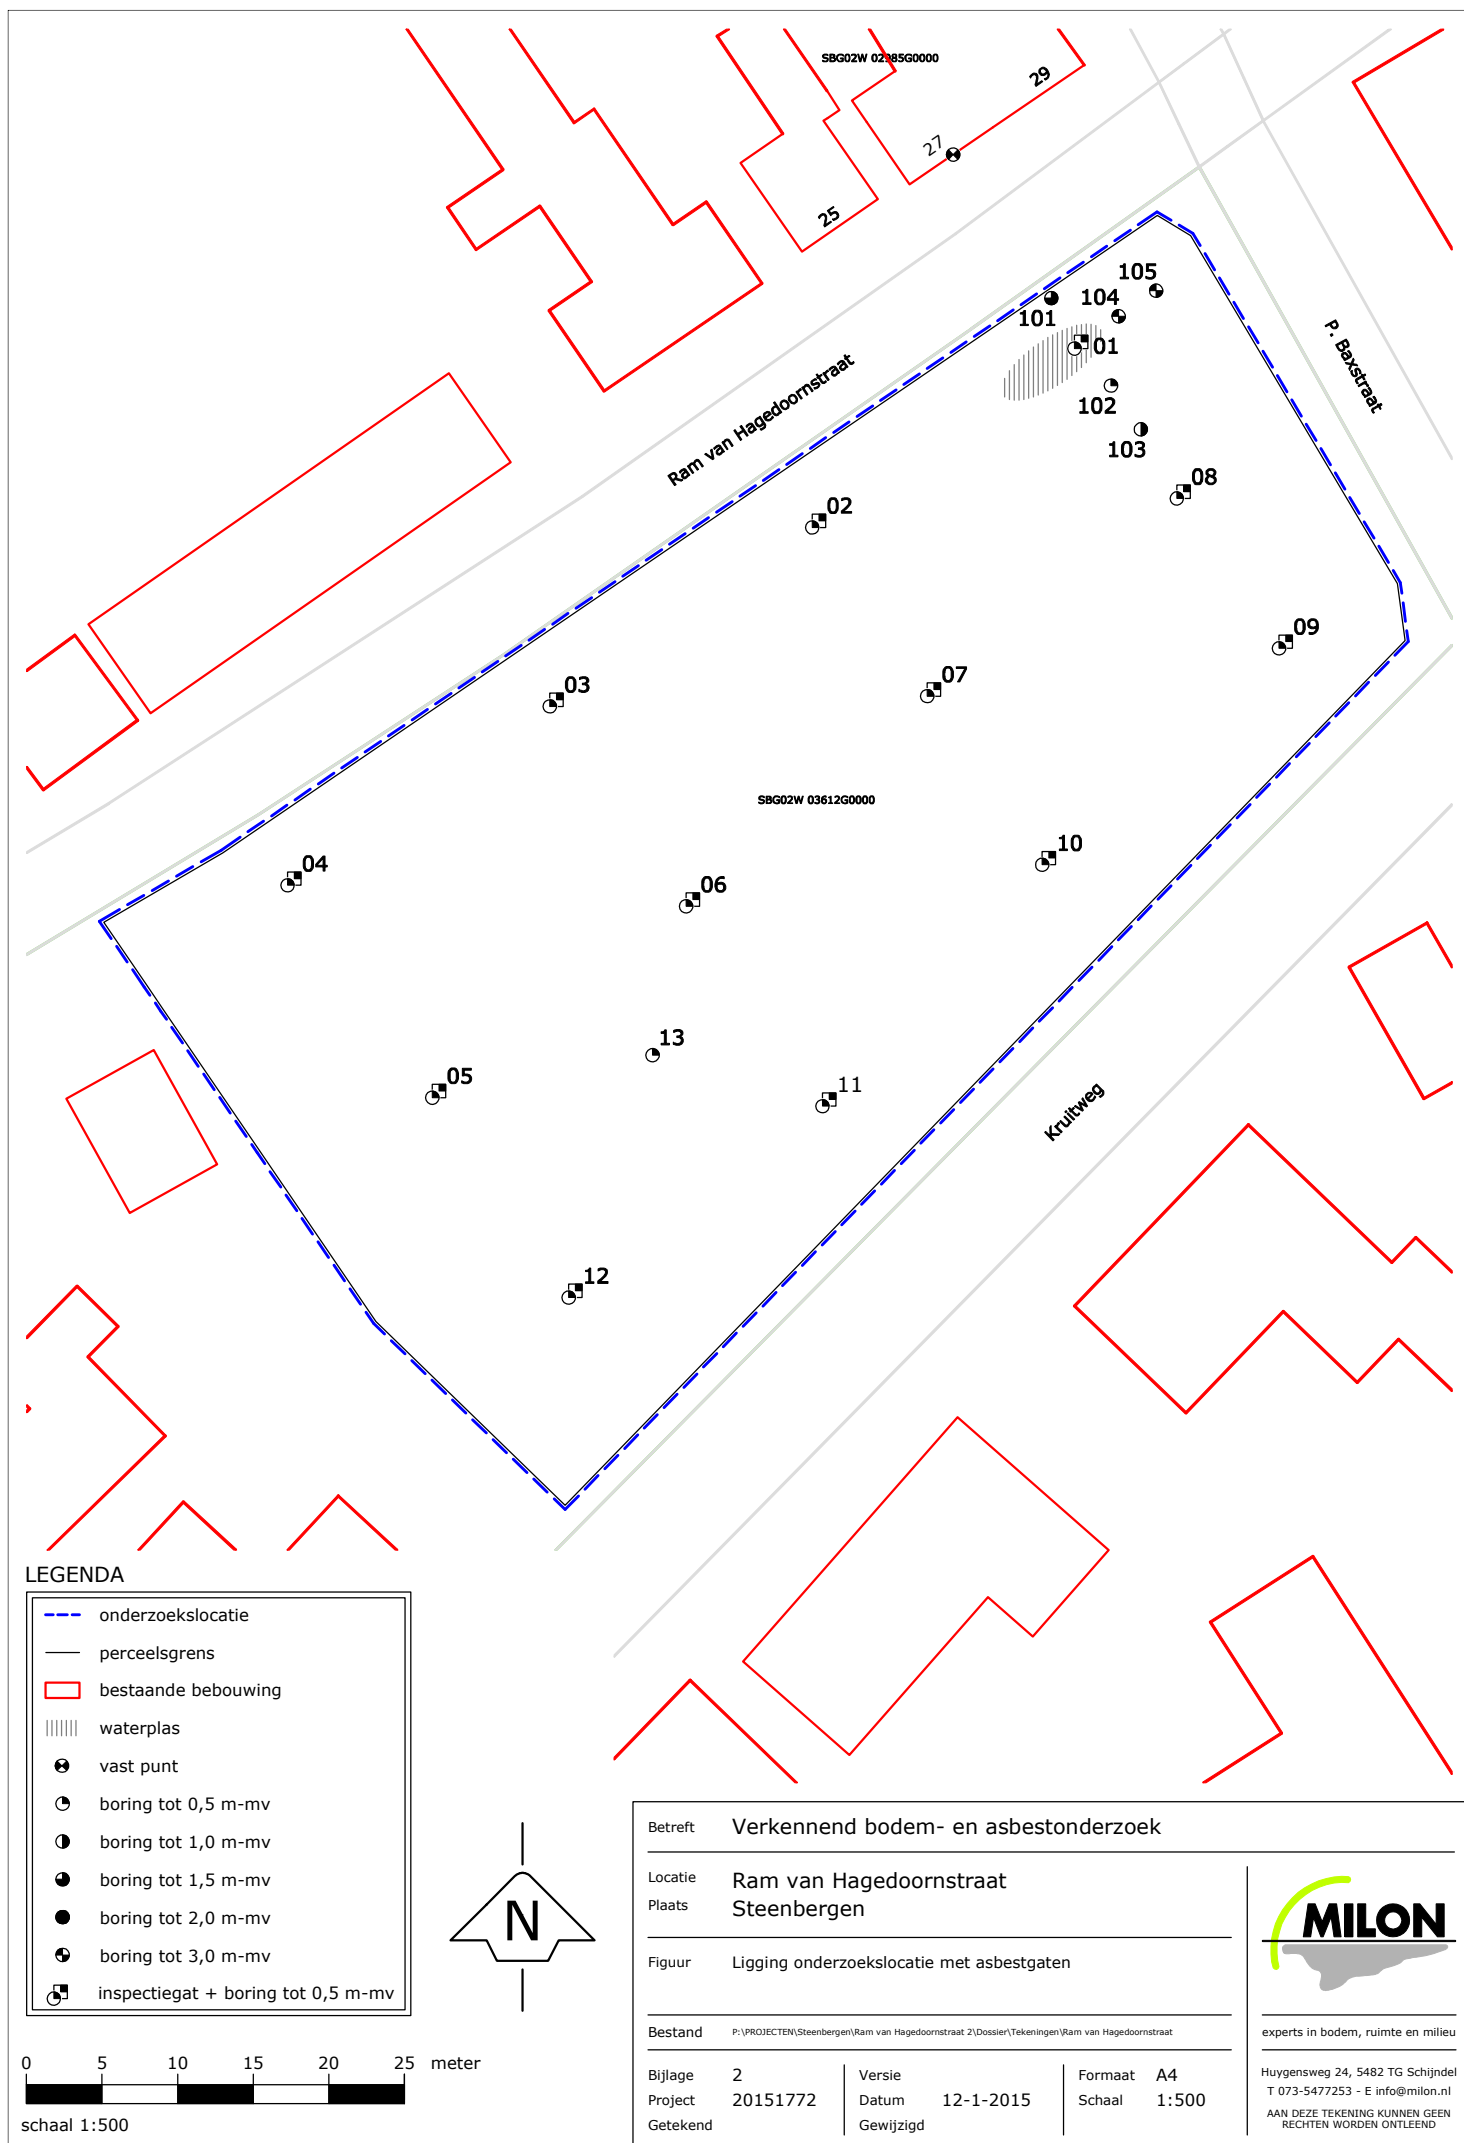 SBG02W 02985G0000
29
27
25
105
104
101
01
P. Baxstraat
102
103
Ram van Hagedoornstraat
08
02
09
03
07
SBG02W 03612G0000
10
04
06
13
05
11
Kruitweg
12
LEGENDA
onderzoekslocatie
perceelsgrens
bestaande bebouwing
waterplas
vast punt
boring tot 0,5 m-mv
boring tot 1,0 m-mv
boring tot 1,5 m-mv
boring tot 2,0 m-mv
boring tot 3,0 m-mv
inspectiegat + boring tot 0,5 m-mv
0 5 10 15 20 25 meter
schaal 1:500
N
Betreft Verkennend bodem- en asbestonderzoek
Locatie Ram van Hagedoornstraat
Plaats Steenbergen
Figuur Ligging onderzoekslocatie met asbestgaten
Bestand P:\PROJECTEN\Steenbergen\Ram van Hagedoornstraat 2\Dossier\Tekeningen\Ram van Hagedoornstraat
Bijlage 2 Versie Formaat A4
Project 20151772 Datum 12-1-2015 Schaal 1:500
Getekend Gewijzigd
MILON
experts in bodem, ruimte en milieu
Huygensweg 24, 5482 TG Schijndel
T 073-5477253 - E info@milon.nl
AAN DEZE TEKENING KUNNEN GEEN
RECHTEN WORDEN ONTLEEND